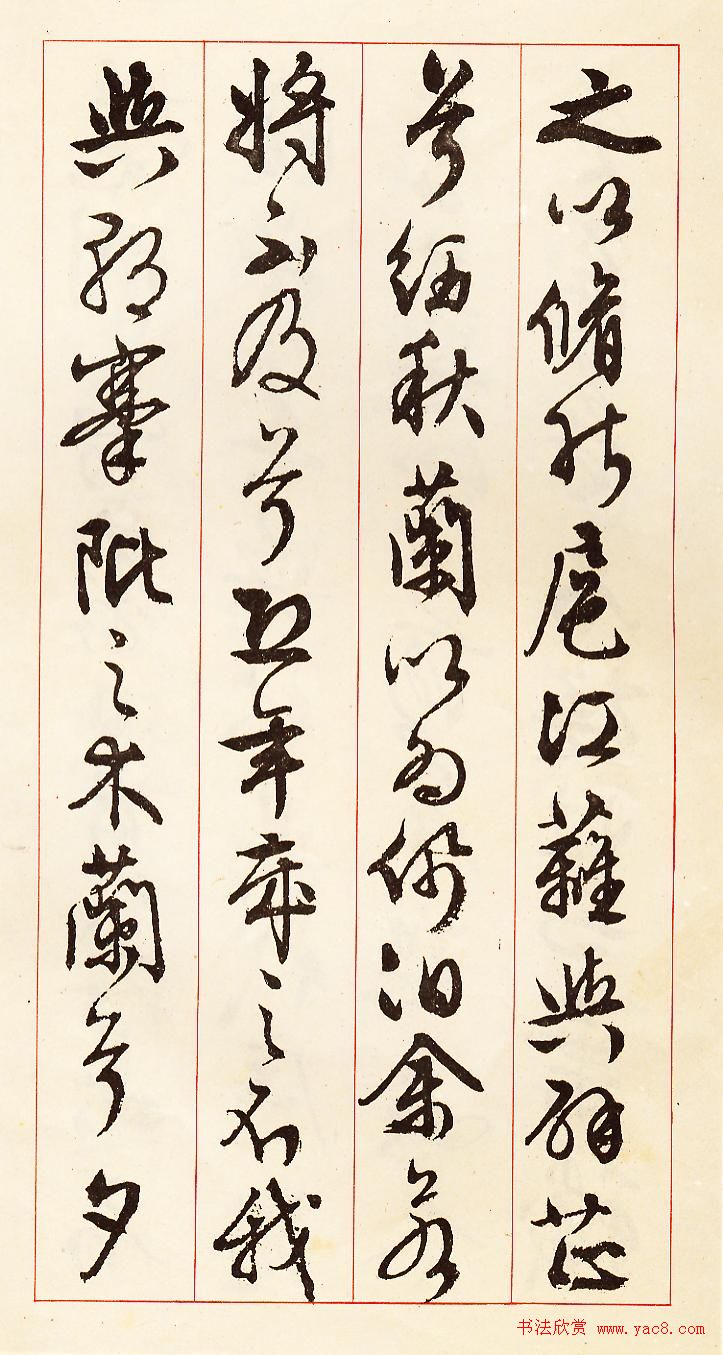 之以脩能扈江蘺與辟芷
兮紉秋蘭以為佩汩余若
將不及兮恐年歲之不我
與朝搴阰之木蘭兮夕
书法欣赏 www.yac8.com